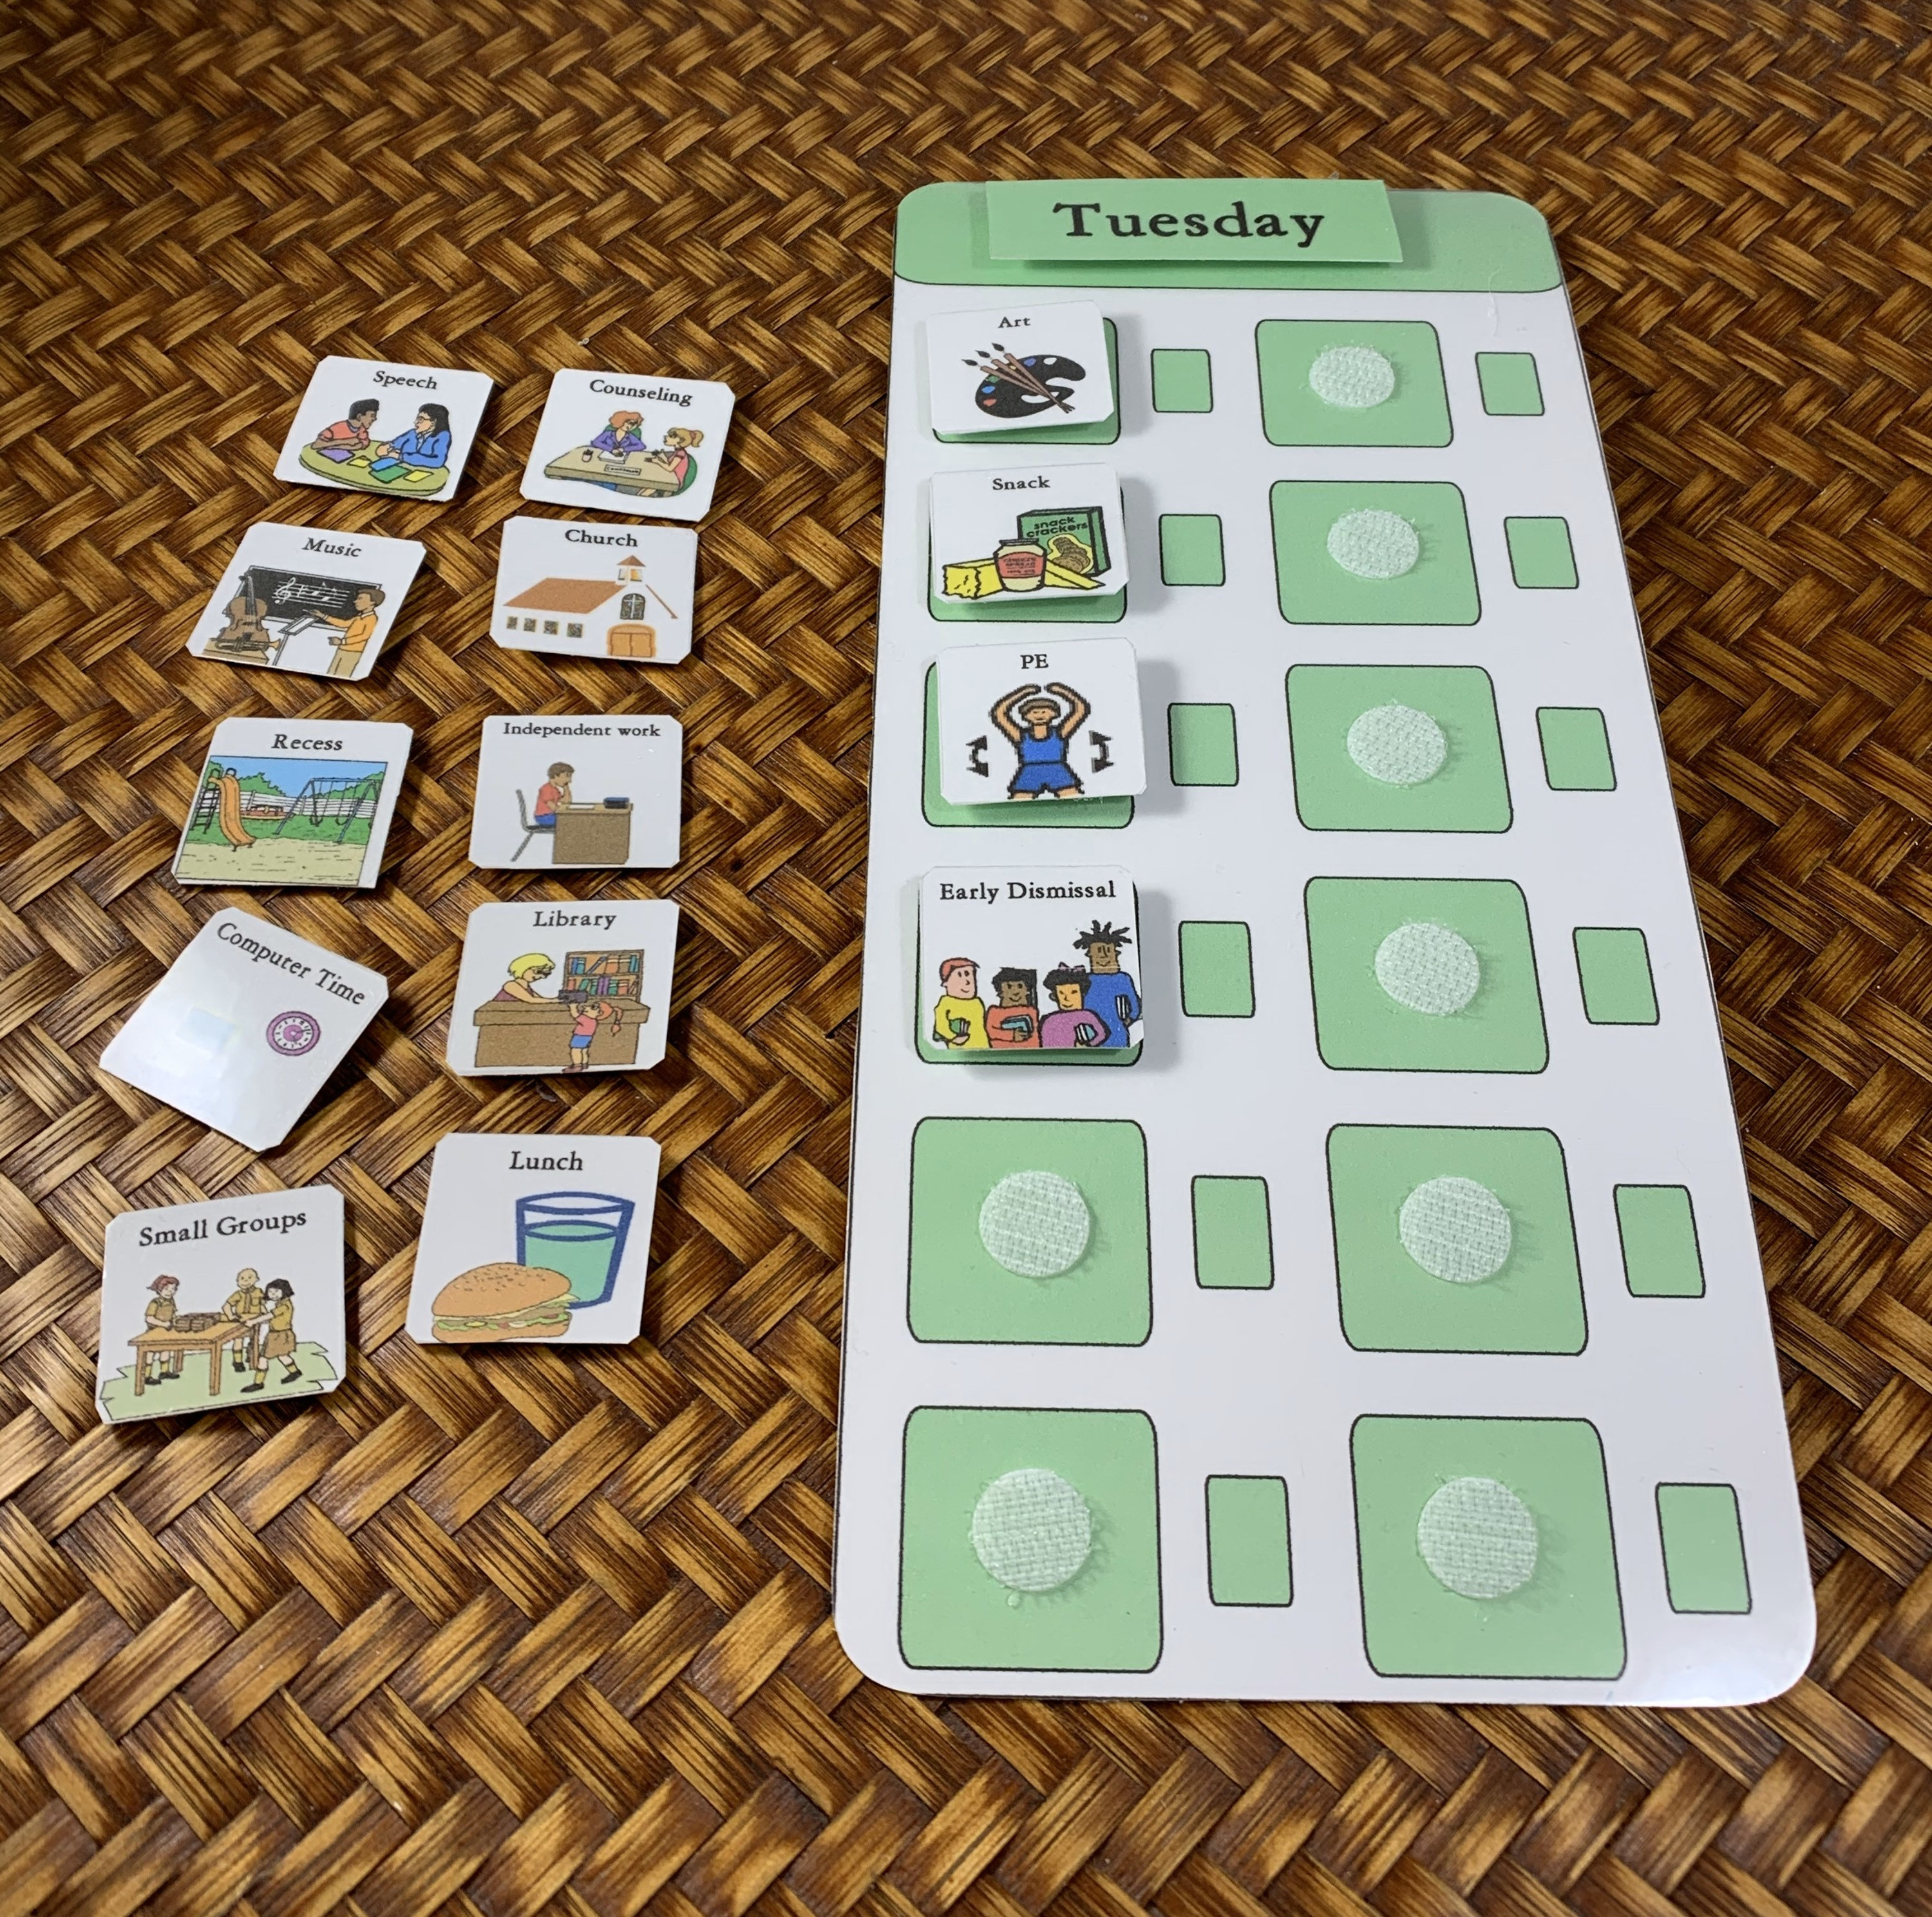 Tuesday
Speech
Counseling
Music
Church
Recess
Independent work
Computer Time
Library
Small Groups
Lunch
Art
Snack
snack
crackers
PE
Early Dismissal